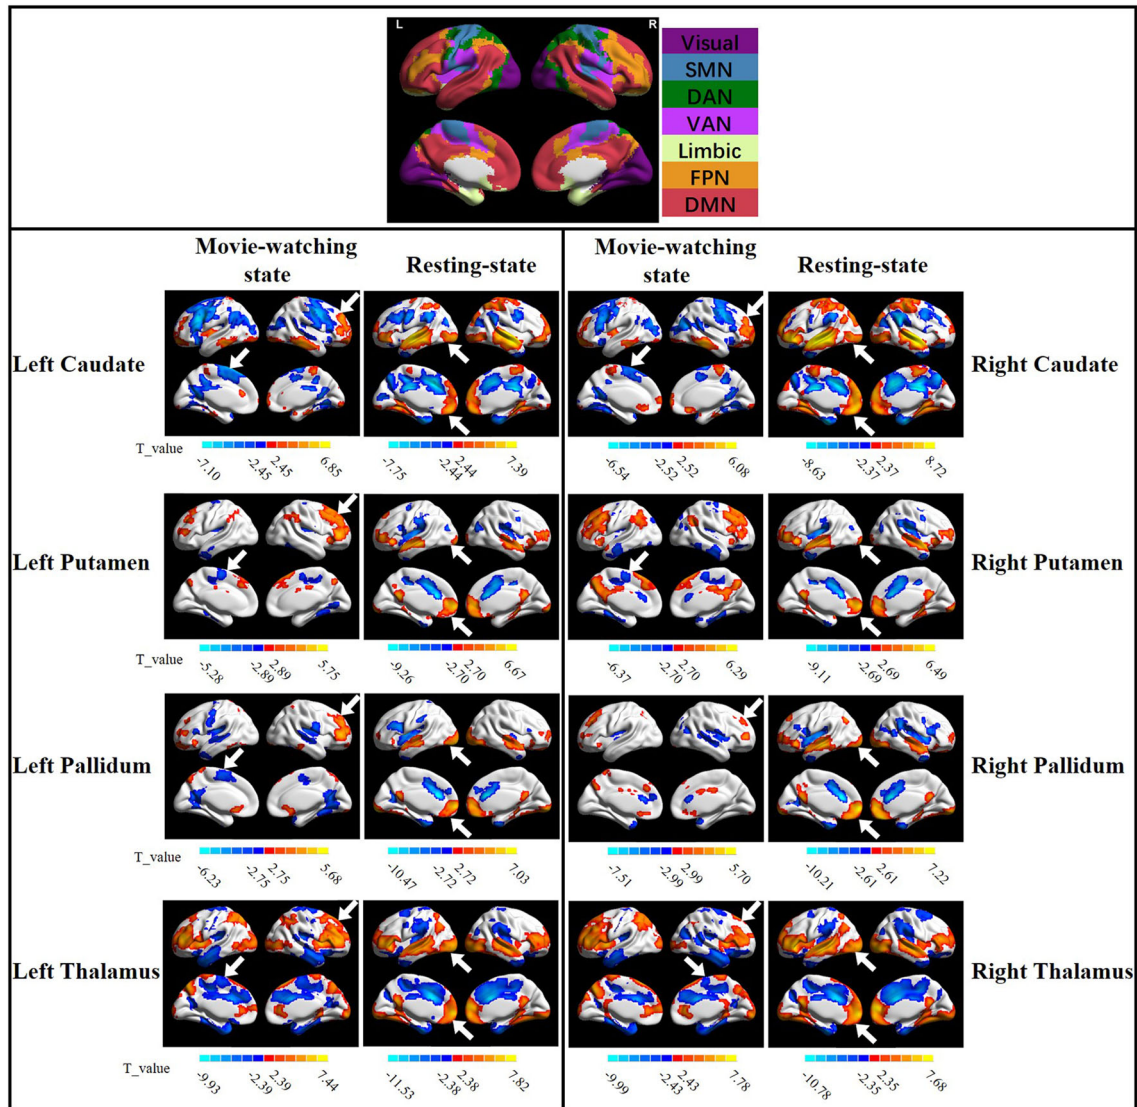 L R
Visual
SMN
DAN
VAN
Limbic
FPN
DMN
Movie-watching
state
Resting-state
Movie-watching
state
Resting-state
Left Caudate
Right Caudate
T_value
-7.10 -2.45 2.45 6.85
-7.75 -2.44 2.44 7.39
-6.54 -2.52 2.52 6.08
-8.63 -2.37 2.37 8.72
Left Putamen
Right Putamen
-5.28 -2.89 2.89 5.75
-9.26 -2.70 2.70 6.67
-6.37 -2.70 2.70 6.29
-9.11 -2.69 2.69 6.49
Left Pallidum
Right Pallidum
T_value
-6.23 -2.75 2.75 5.68
-10.47 -2.72 2.72 7.03
-7.51 -2.99 2.99 5.70
-10.21 -2.61 2.61 7.22
Left Thalamus
Right Thalamus
T_value
-9.93 -2.39 2.39 7.44
-11.53 -2.38 2.38 7.82
-9.99 -2.43 2.43 7.78
-10.78 -2.35 2.35 7.68